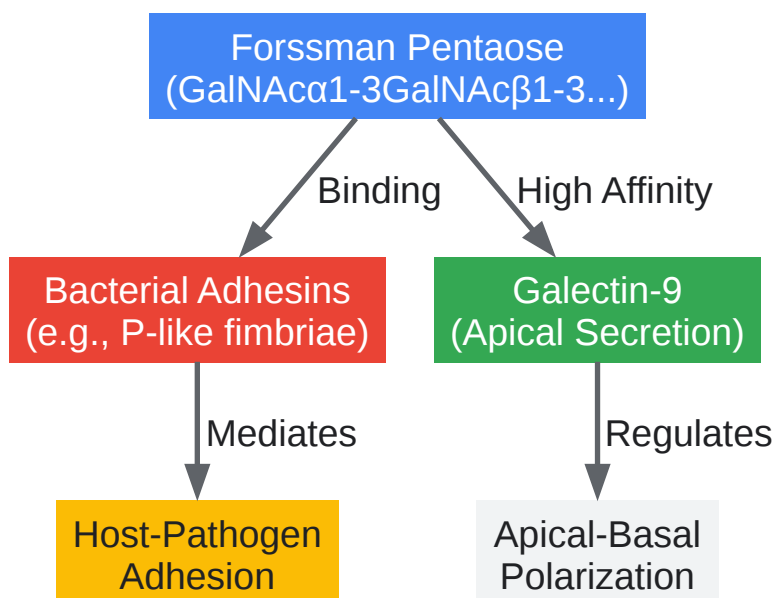 Forssman Pentaose
(GalNAcα1-3GalNAcβ1-3...)
Binding
High Affinity
Bacterial Adhesins
(e.g., P-like fimbriae)
Galectin-9
(Apical Secretion)
Mediates
Regulates
Host-Pathogen
Adhesion
Apical-Basal
Polarization